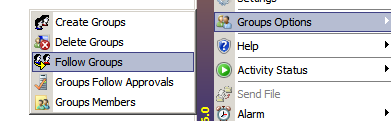 Create Groups
Delete Groups
Follow Groups
Groups Follow Approvals
Groups Members
Groups Options
Help
Activity Status
Send File
Alarm